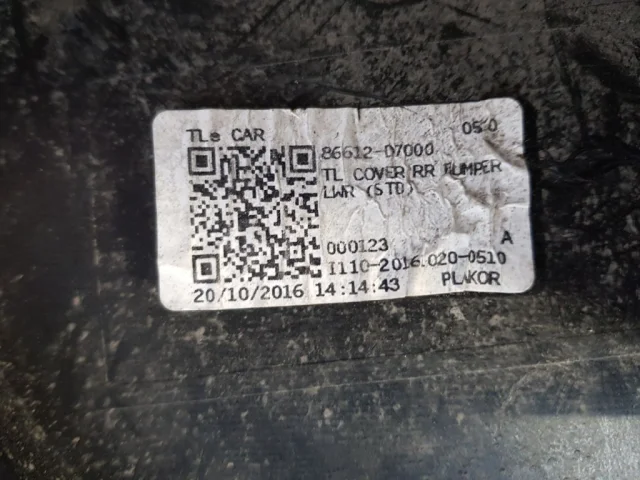 TLe CAR 05.0
86612-D7000
TL COVER RR BUMPER
LWR (STD)
000123 A
I110-2016.020-0510
20/10/2016 14:14:43 PLAKOR